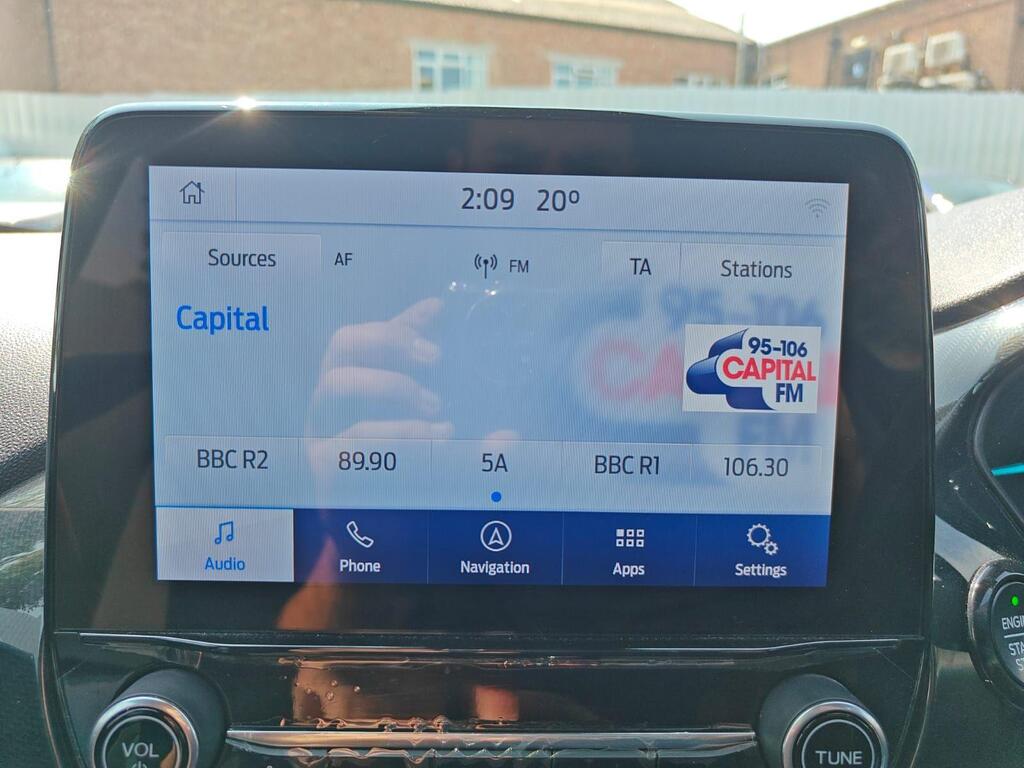 2:09 20º
Sources AF FM TA Stations
Capital
95-106
CAPITAL
FM
BBC R2 89.90 5A BBC R1 106.30
Audio Phone Navigation Apps Settings
VOL
TUNE